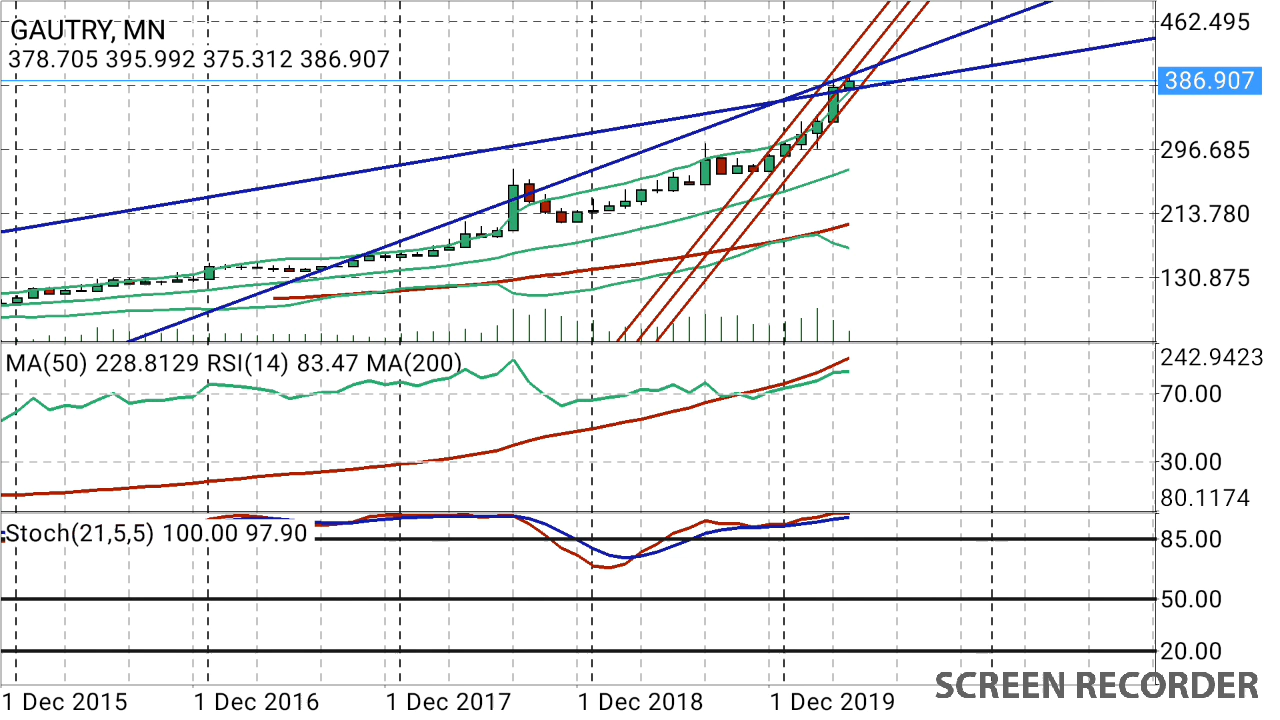 GAUTRY, MN
378.705 395.992 375.312 386.907
462.495
386.907
296.685
213.780
130.875
MA(50) 228.8129 RSI(14) 83.47 MA(200)
242.9423
70.00
30.00
80.1174
Stoch(21,5,5) 100.00 97.90
85.00
50.00
20.00
1 Dec 2015 1 Dec 2016 1 Dec 2017 1 Dec 2018 1 Dec 2019
SCREEN RECORDER